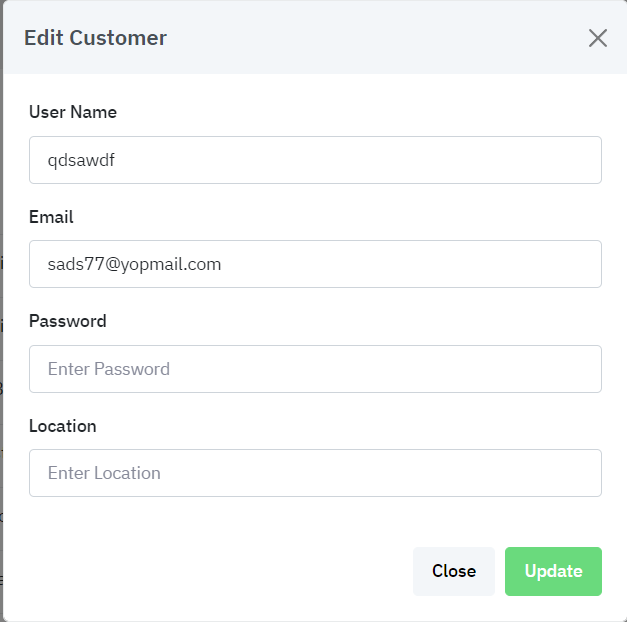 Edit Customer
User Name
qdsawdf
Email
sads77@yopmail.com
Password
Enter Password
Location
Enter Location
Close Update